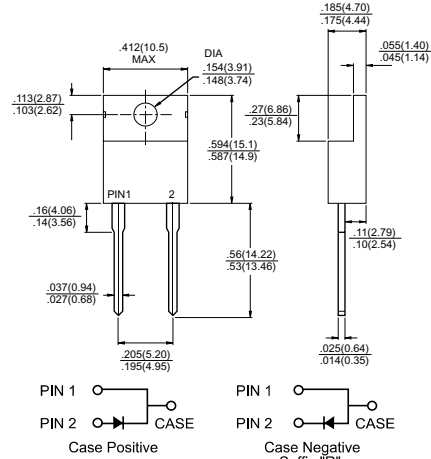 .185(4.70)
.175(4.44)
.412(10.5)
MAX
DIA
.154(3.91)
.148(3.74)
.055(1.40)
.045(1.14)
.113(2.87)
.103(2.62)
.27(6.86)
.23(5.84)
.594(15.1)
.587(14.9)
PIN1 2
.16(4.06)
.14(3.56)
.56(14.22)
.53(13.46)
.11(2.79)
.10(2.54)
.037(0.94)
.027(0.68)
.205(5.20)
.195(4.95)
.025(0.64)
.014(0.35)
PIN 1
PIN 2 CASE
Case Positive
PIN 1
PIN 2 CASE
Case Negative